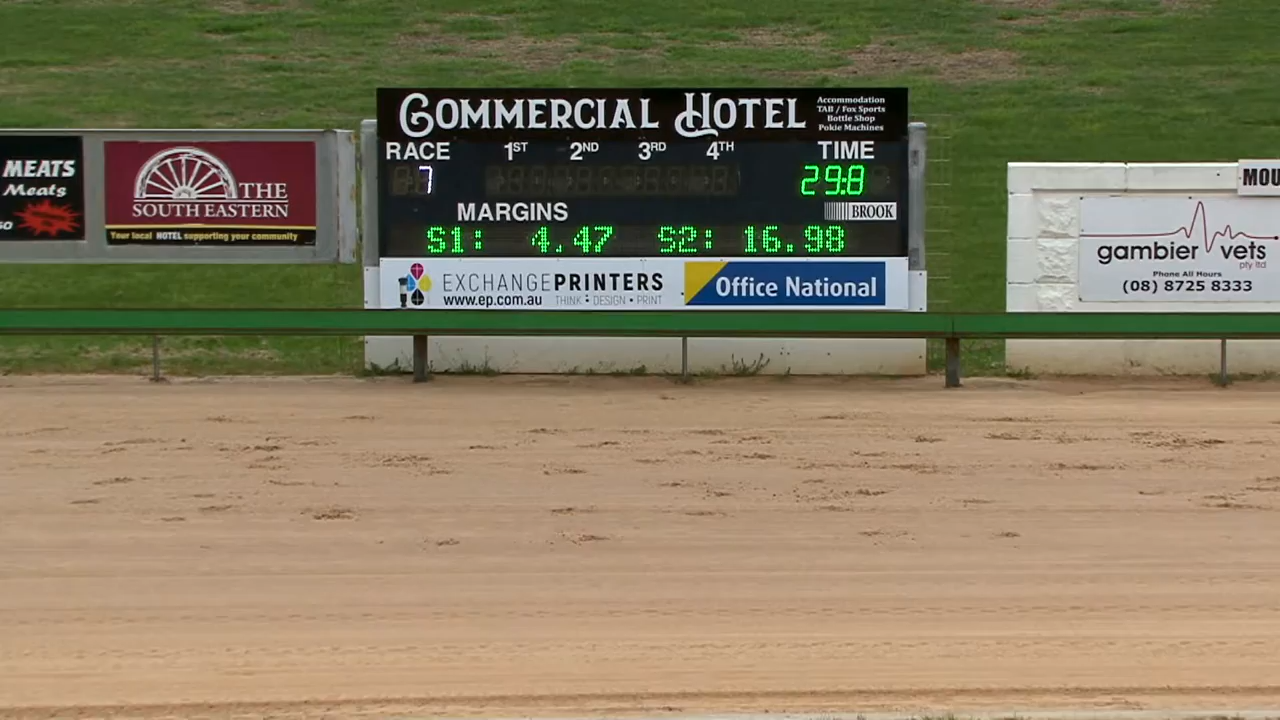 COMMERCIAL HOTEL
Accommodation
TAB / Fox Sports
Bottle Shop
Pokie Machines
RACE 1ST 2ND 3RD 4TH TIME
7 29.8
MARGINS BROOK
S1: 4.47 S2: 16.98
EXCHANGEPRINTERS
www.ep.com.au THINK : DESIGN • PRINT
Office National
MEATS
Meats
THE
SOUTH EASTERN
Your local HOTEL supporting your community
MOU
gambier vets
pty ltd
Phone All Hours
(08) 8725 8333